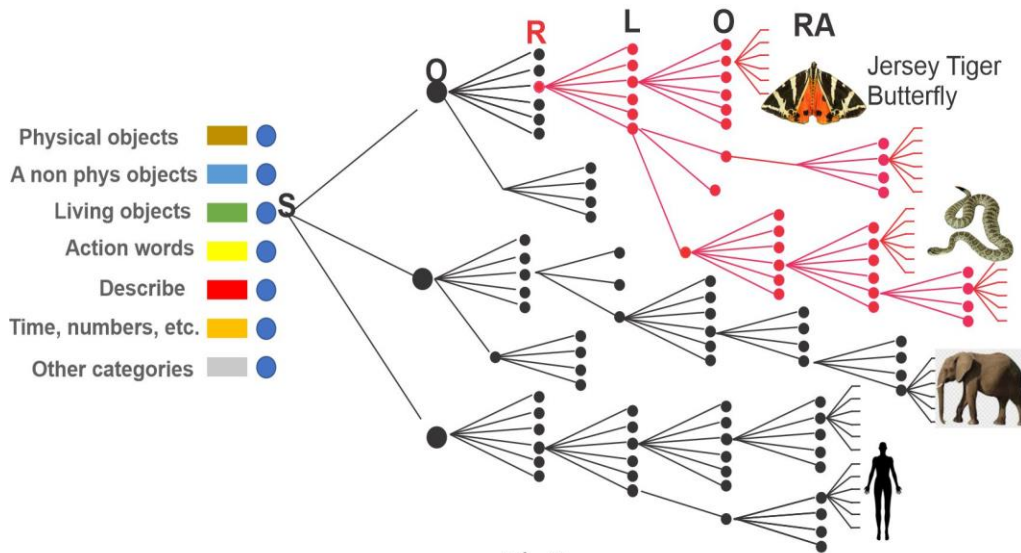 S
O
R
L
O
RA
Jersey Tiger
Butterfly
Physical objects
A non phys objects
Living objects
Action words
Describe
Time, numbers, etc.
Other categories